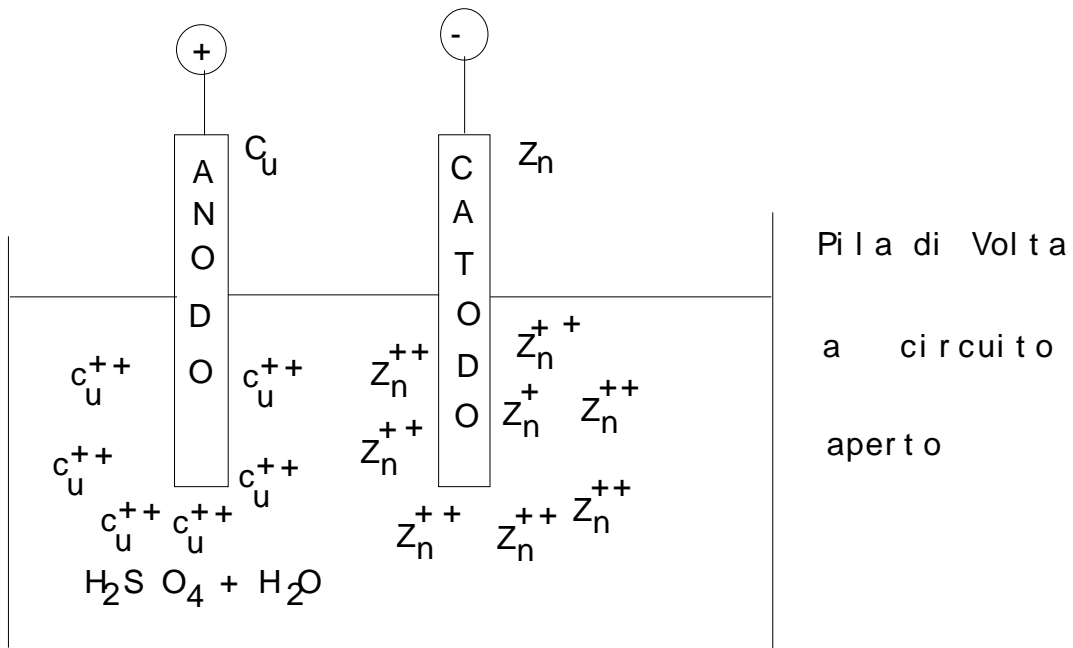 +
-
Cu
Zn
ANODO
CATODO
Pila di Volta
a circuito
aperto
Zn++
Zn++
cu++
cu++
Zn+
Zn++
Zn++
cu++
cu++
Zn++
cu++
cu++
Zn++
Zn++
H2SO4 + H2O